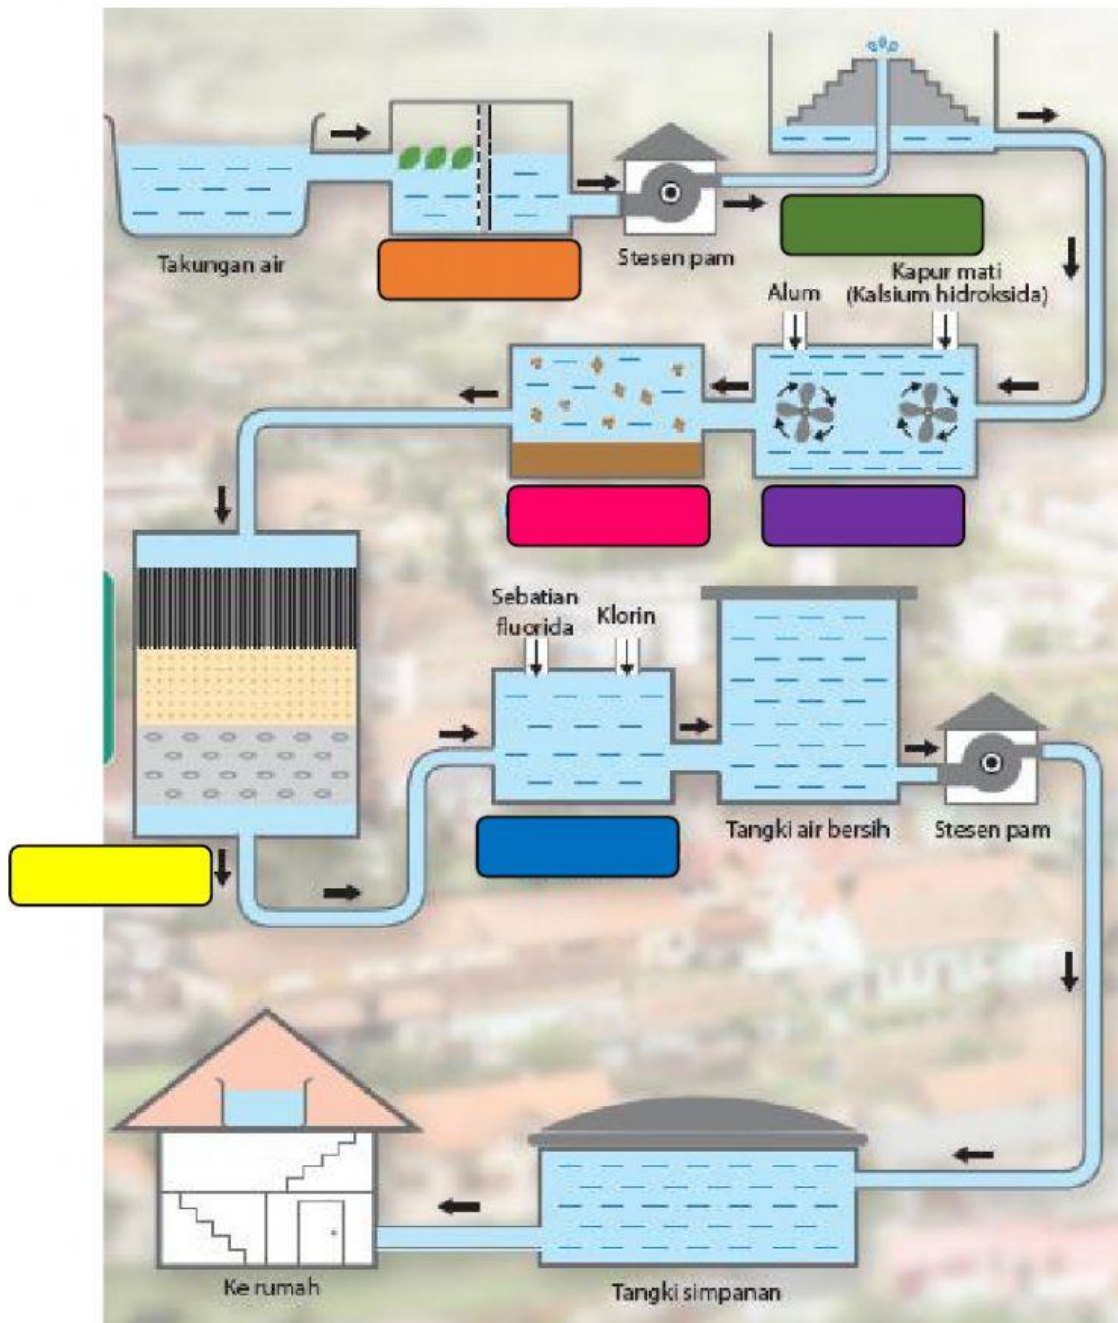 Takungan air
Stesen pam
Alum
Kapur mati
(Kalsium hidroksida)
Sebatian
fluorida
Klorin
Tangki air bersih
Stesen pam
Ke rumah
Tangki simpanan